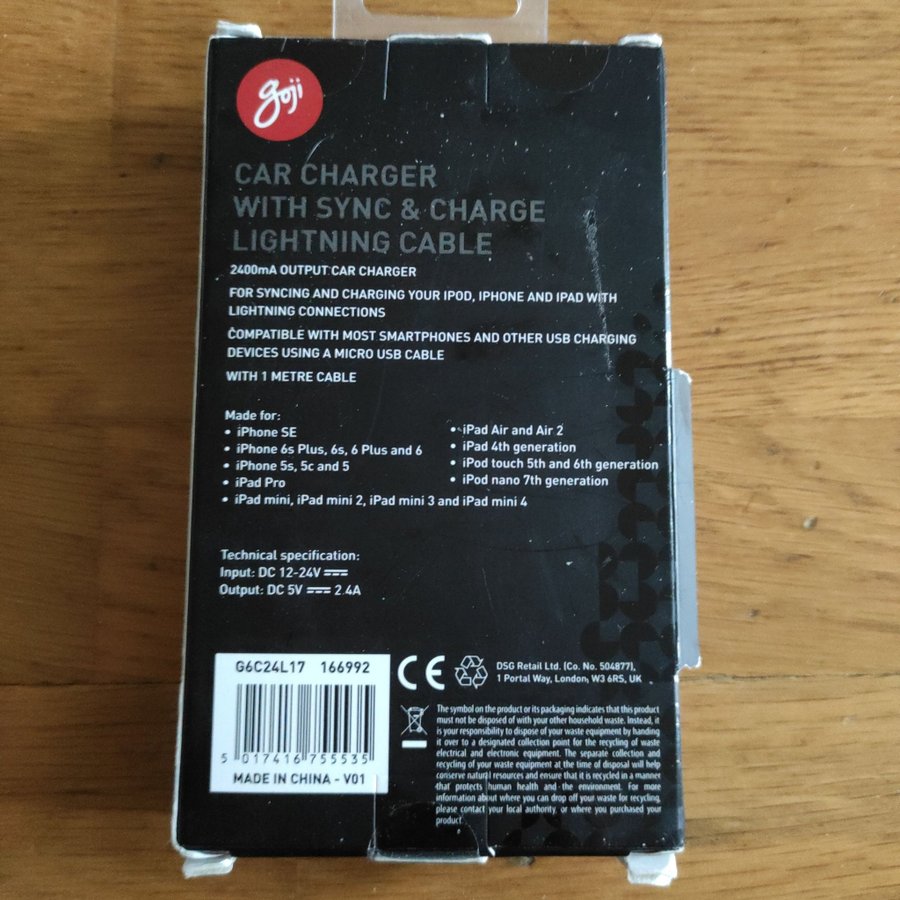 goji
CAR CHARGER
WITH SYNC & CHARGE
LIGHTNING CABLE
2400mA OUTPUT CAR CHARGER
FOR SYNCING AND CHARGING YOUR IPOD, IPHONE AND IPAD WITH
LIGHTNING CONNECTIONS
COMPATIBLE WITH MOST SMARTPHONES AND OTHER USB CHARGING
DEVICES USING A MICRO USB CABLE
WITH 1 METRE CABLE
Made for:
• iPhone SE
• iPhone 6s Plus, 6s, 6 Plus and 6
• iPhone 5s, 5c and 5
• iPad Pro
• iPad mini, iPad mini 2, iPad mini 3 and iPad mini 4
• iPad Air and Air 2
• iPad 4th generation
• iPod touch 5th and 6th generation
• iPod nano 7th generation
Technical specification:
Input: DC 12-24V ⎓
Output: DC 5V ⎓ 2.4A
G6C24L17 166992
5 017416 755535
MADE IN CHINA - V01
CE
DSG Retail Ltd. (Co. No. 504877),
1 Portal Way, London, W3 6RS, UK
The symbol on the product or its packaging indicates that this product
must not be disposed of with your other household waste. Instead, it
is your responsibility to dispose of your waste equipment by handing
it over to a designated collection point for the recycling of waste
electrical and electronic equipment. The separate collection and
recycling of your waste equipment at the time of disposal will help
conserve natural resources and ensure that it is recycled in a manner
that protects human health and the environment. For more
information about where you can drop off your waste for recycling,
please contact your local authority, or where you purchased your
product.